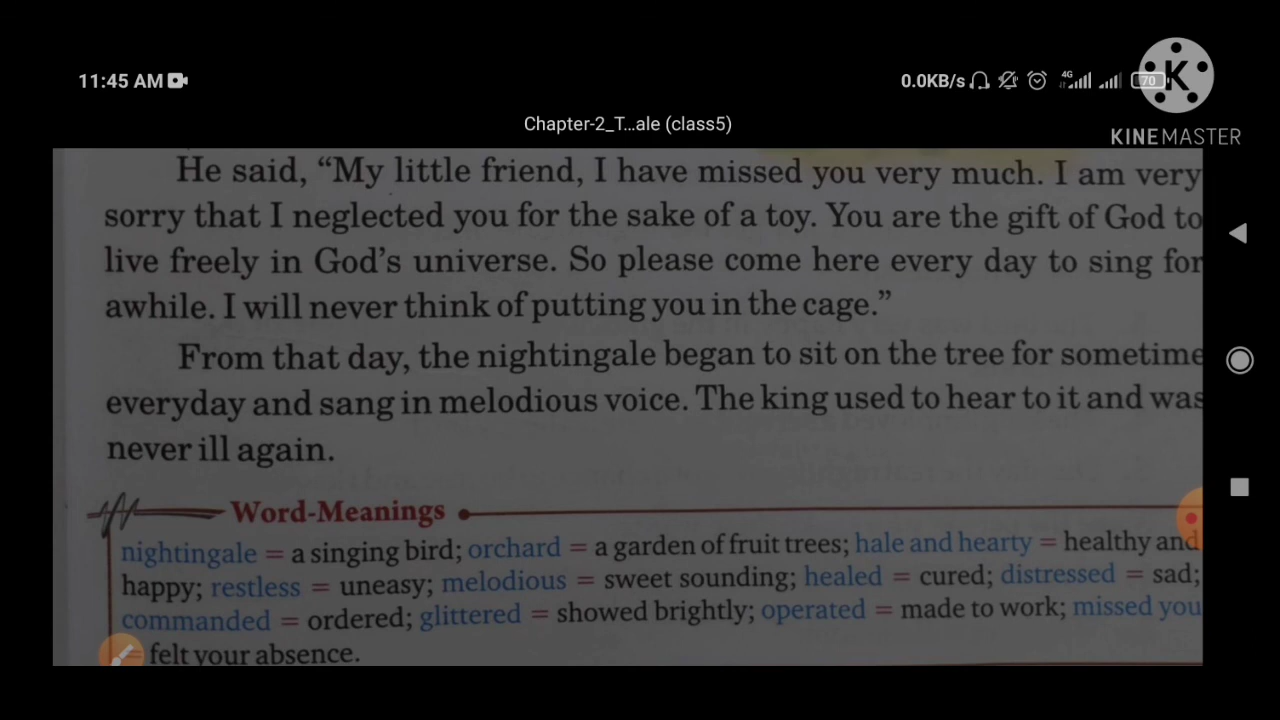 11:45 AM
0.0KB/s 4G 70
K
KINEMASTER
Chapter-2_T...ale (class5)
He said, “My little friend, I have missed you very much. I am very
sorry that I neglected you for the sake of a toy. You are the gift of God to
live freely in God’s universe. So please come here every day to sing for
awhile. I will never think of putting you in the cage.”
From that day, the nightingale began to sit on the tree for sometime
everyday and sang in melodious voice. The king used to hear to it and was
never ill again.
Word-Meanings
nightingale = a singing bird; orchard = a garden of fruit trees; hale and hearty = healthy and
happy; restless = uneasy; melodious = sweet sounding; healed = cured; distressed = sad;
commanded = ordered; glittered = showed brightly; operated = made to work; missed you
= felt your absence.